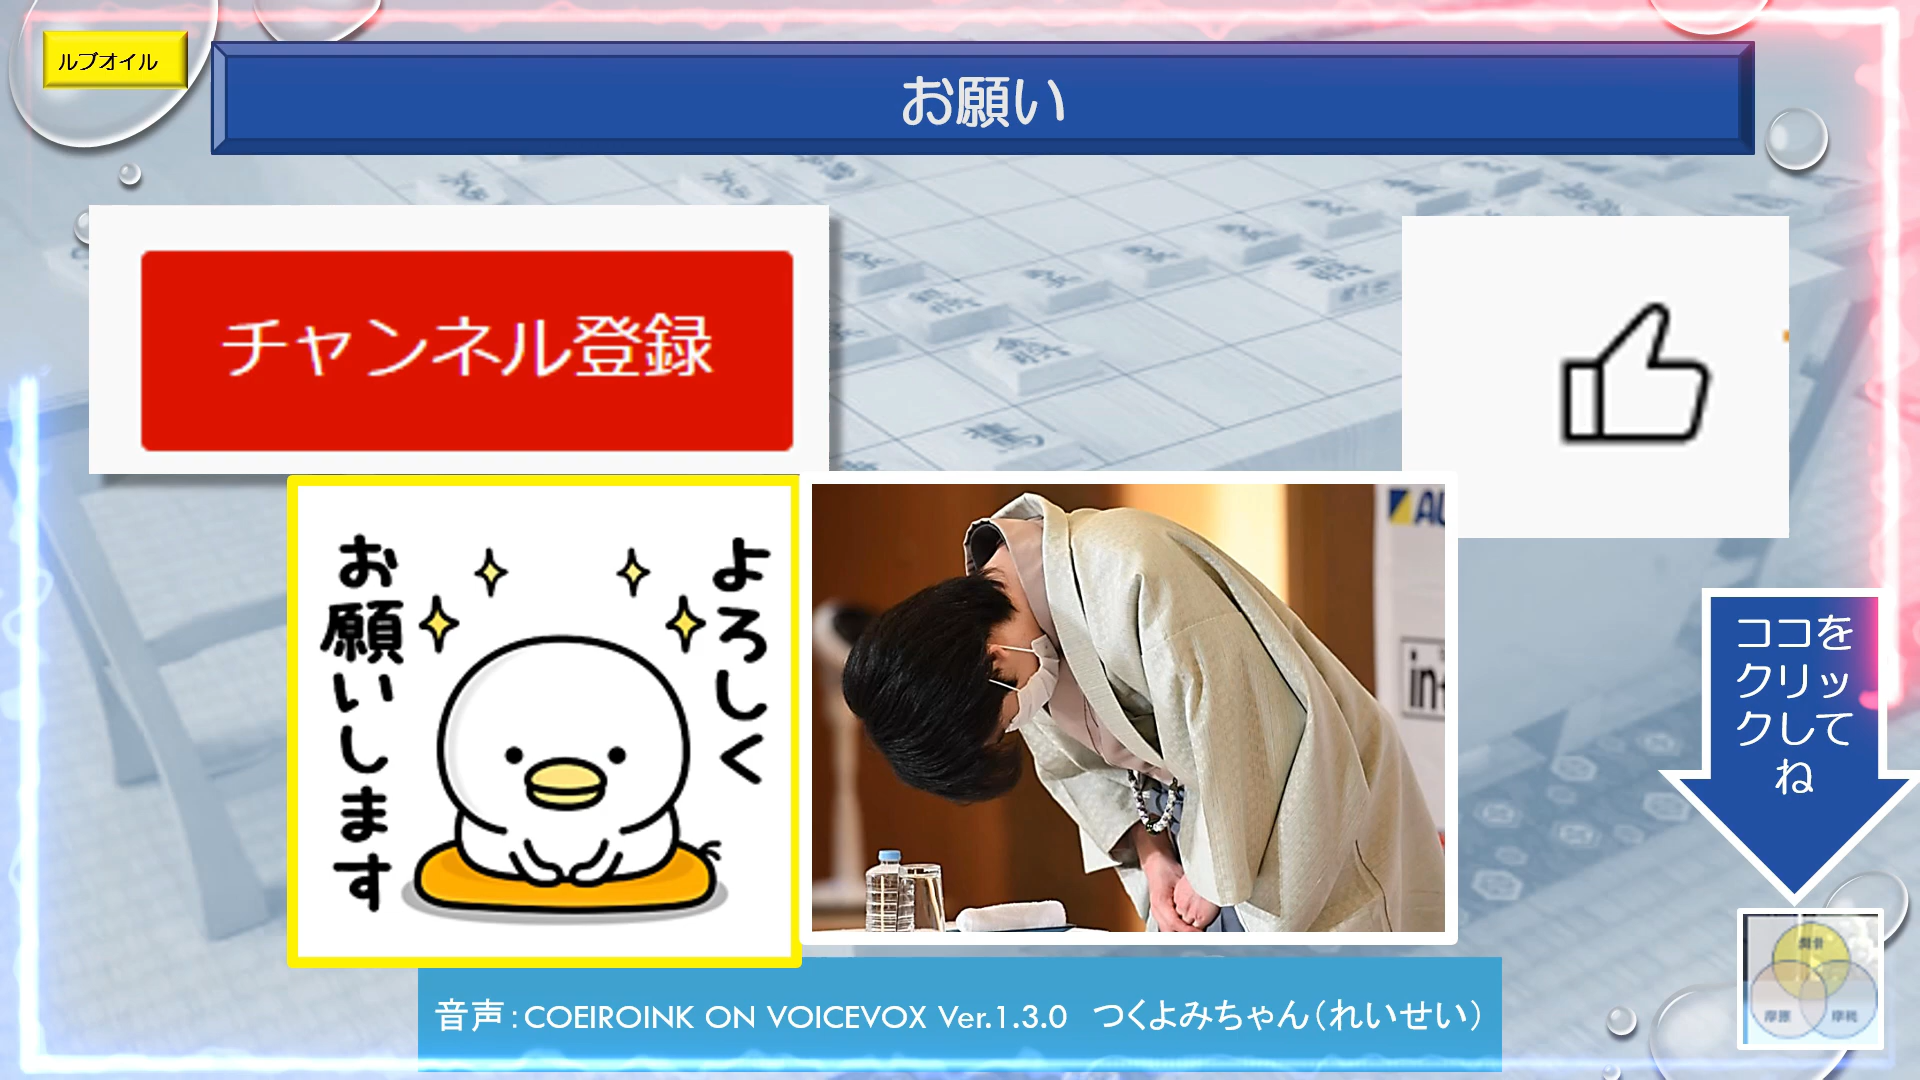 ルブオイル
お願い
チャンネル登録
よろしく
お願いします
ココを
クリッ
クして
ね
音声：COEIROINK ON VOICEVOX Ver.1.3.0　つくよみちゃん（れいせい）